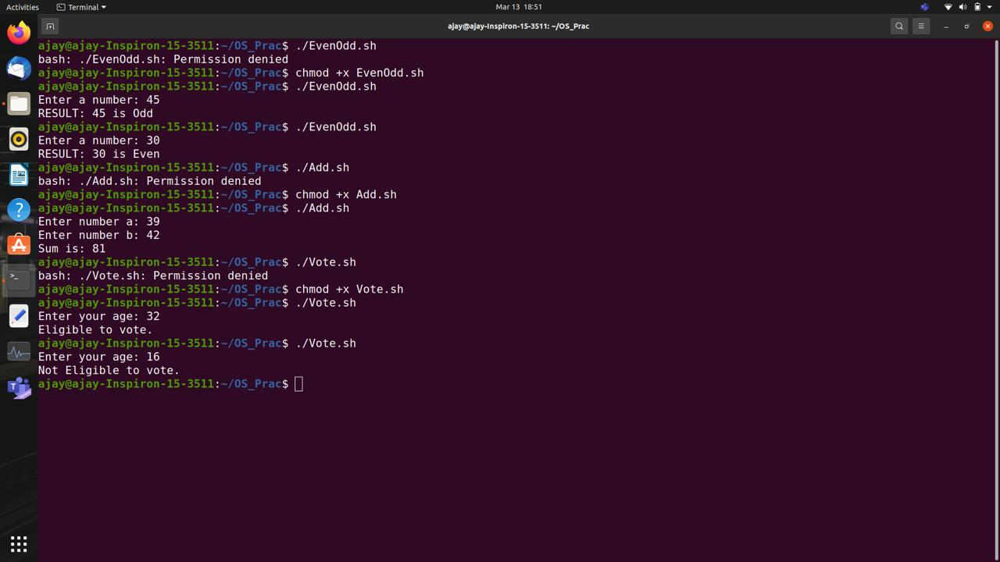 Activities
Terminal
Mar 13 18:51
ajay@ajay-Inspiron-15-3511: ~/OS_Prac
ajay@ajay-Inspiron-15-3511:~/OS_Prac$ ./EvenOdd.sh
bash: ./EvenOdd.sh: Permission denied
ajay@ajay-Inspiron-15-3511:~/OS_Prac$ chmod +x EvenOdd.sh
ajay@ajay-Inspiron-15-3511:~/OS_Prac$ ./EvenOdd.sh
Enter a number: 45
RESULT: 45 is Odd
ajay@ajay-Inspiron-15-3511:~/OS_Prac$ ./EvenOdd.sh
Enter a number: 30
RESULT: 30 is Even
ajay@ajay-Inspiron-15-3511:~/OS_Prac$ ./Add.sh
bash: ./Add.sh: Permission denied
ajay@ajay-Inspiron-15-3511:~/OS_Prac$ chmod +x Add.sh
ajay@ajay-Inspiron-15-3511:~/OS_Prac$ ./Add.sh
Enter number a: 39
Enter number b: 42
Sum is: 81
ajay@ajay-Inspiron-15-3511:~/OS_Prac$ ./Vote.sh
bash: ./Vote.sh: Permission denied
ajay@ajay-Inspiron-15-3511:~/OS_Prac$ chmod +x Vote.sh
ajay@ajay-Inspiron-15-3511:~/OS_Prac$ ./Vote.sh
Enter your age: 32
Eligible to vote.
ajay@ajay-Inspiron-15-3511:~/OS_Prac$ ./Vote.sh
Enter your age: 16
Not Eligible to vote.
ajay@ajay-Inspiron-15-3511:~/OS_Prac$